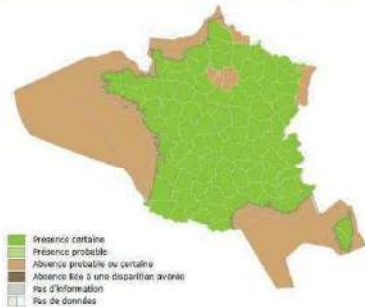 Présence certaine
Présence probable
Absence probable ou certaine
Absence liée à une disparition avérée
Pas d'information
Pas de données